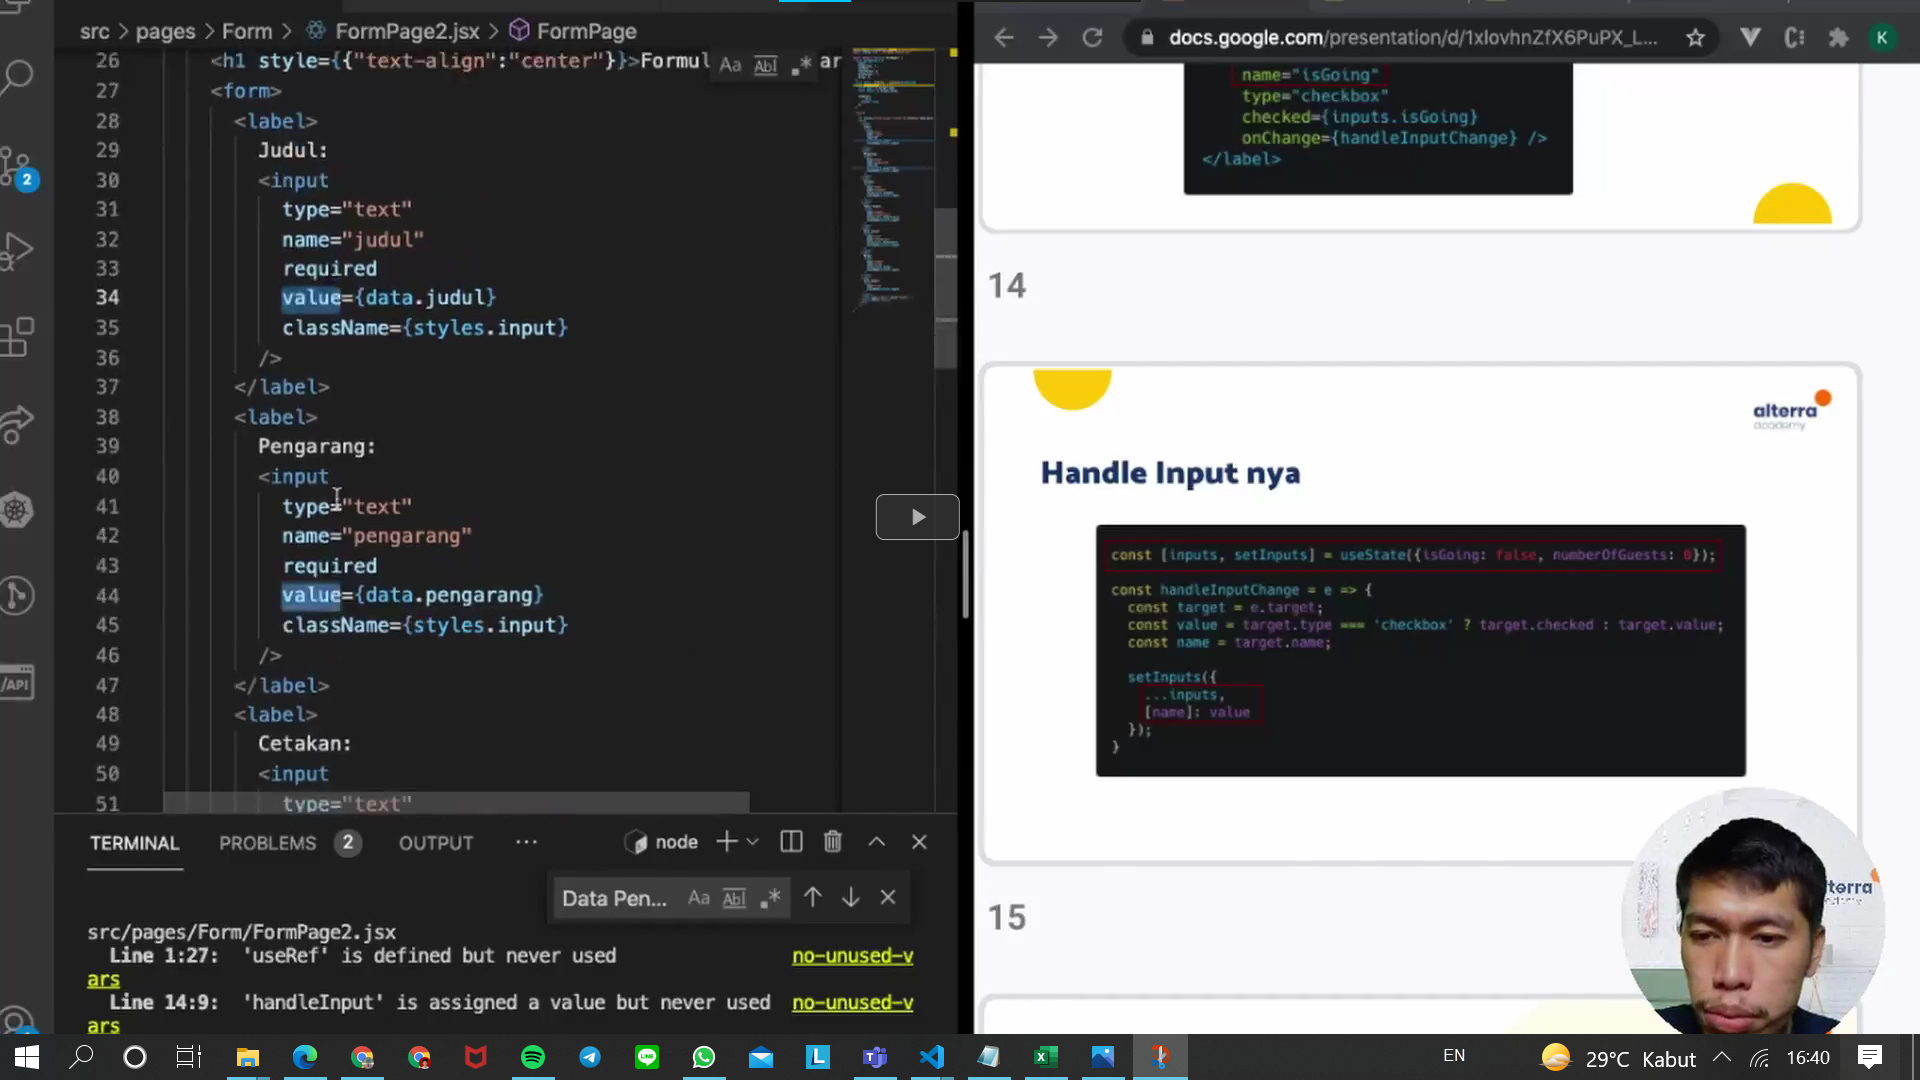 src > pages > Form > FormPage2.jsx > FormPage
26 <h1 style={{"text-align":"center"}}>Formul
Aa Abl .* ar
27 <form>
28 <label>
29 Judul:
30 <input
31 type="text"
32 name="judul"
33 required
34 value={data.judul}
35 className={styles.input}
36 />
37 </label>
38 <label>
39 Pengarang:
40 <input
41 type="text"
42 name="pengarang"
43 required
44 value={data.pengarang}
45 className={styles.input}
46 />
47 </label>
48 <label>
49 Cetakan:
50 <input
51 type="text"
2
/API
TERMINAL PROBLEMS 2 OUTPUT ... node
Data Pen... Aa Abl .*
src/pages/Form/FormPage2.jsx
Line 1:27: 'useRef' is defined but never used no-unused-v
ars
Line 14:9: 'handleInput' is assigned a value but never used no-unused-v
ars
docs.google.com/presentation/d/1xIovhnZfX6PuPX_L...
K
name="isGoing"
type="checkbox"
checked={inputs.isGoing}
onChange={handleInputChange} />
</label>
14
alterra
academy
Handle Input nya
const [inputs, setInputs] = useState({isGoing: false, numberOfGuests: 0});
const handleInputChange = e => {
const target = e.target;
const value = target.type === 'checkbox' ? target.checked : target.value;
const name = target.name;
setInputs({
...inputs,
[name]: value
});
}
15
EN
29°C Kabut
16:40